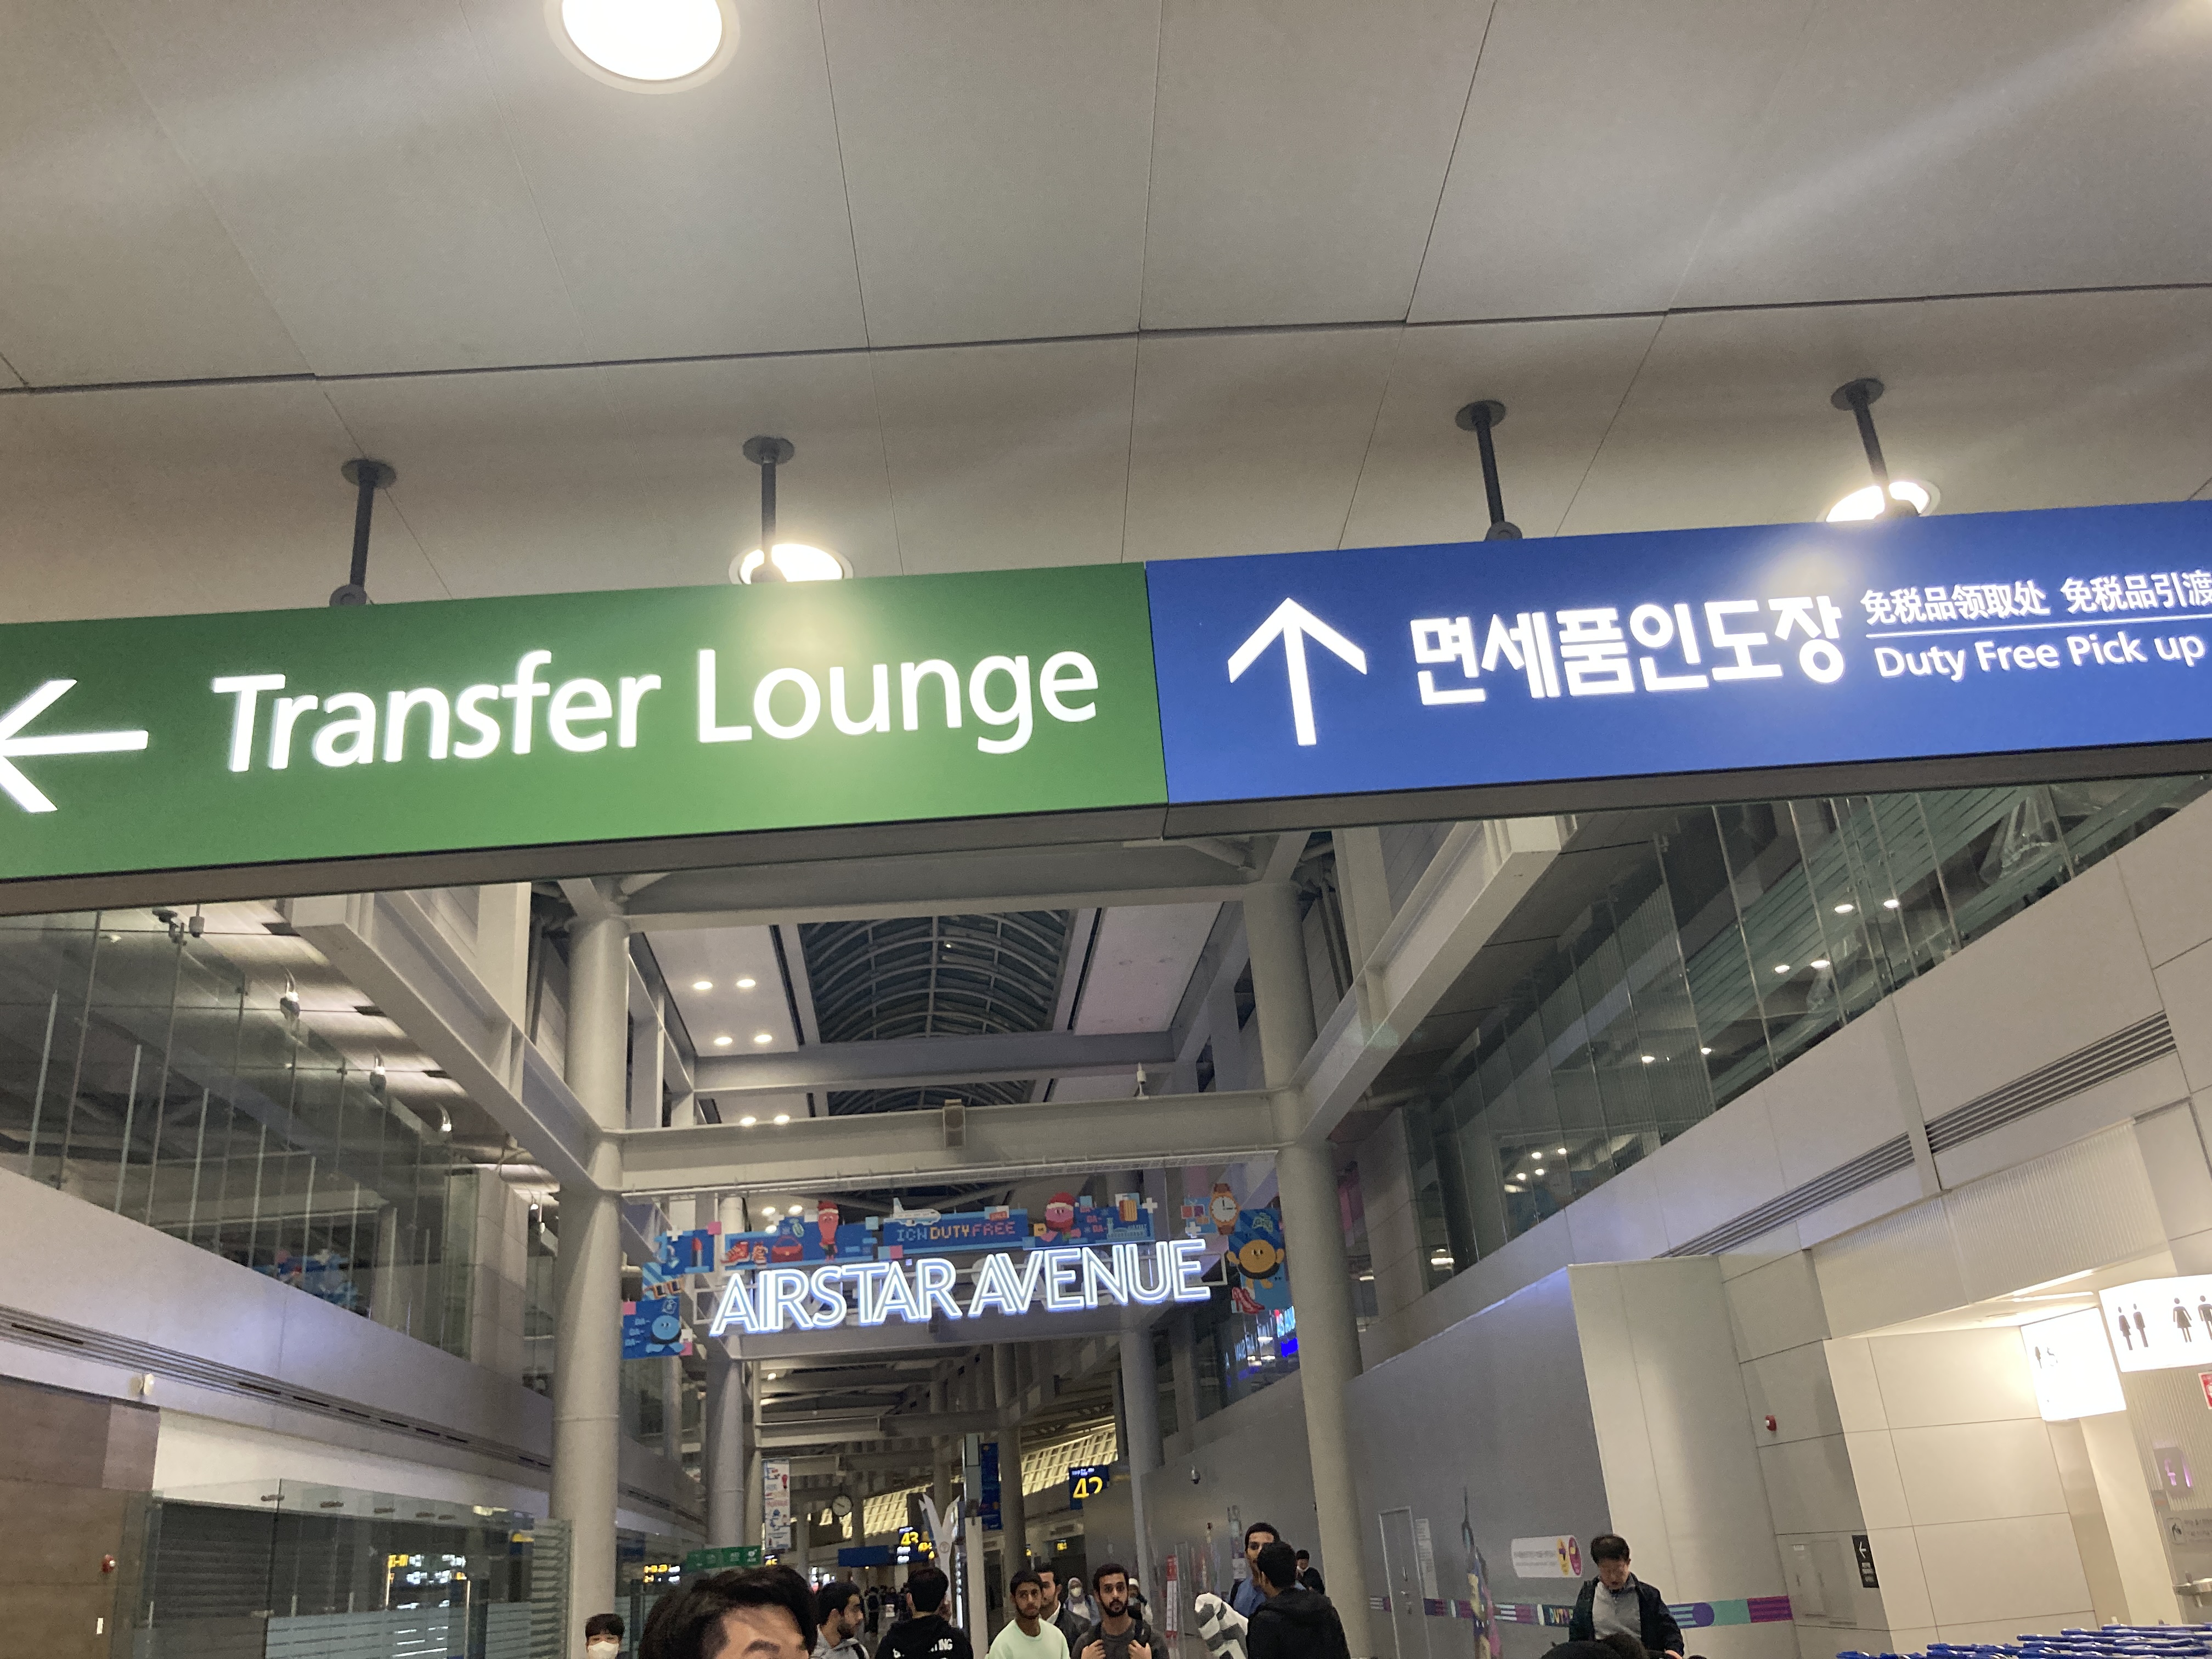 Transfer Lounge
면세품인도장
免税品领取处 免税品引渡
Duty Free Pick up
ICN DUTY FREE
AIRSTAR AVENUE
42
43